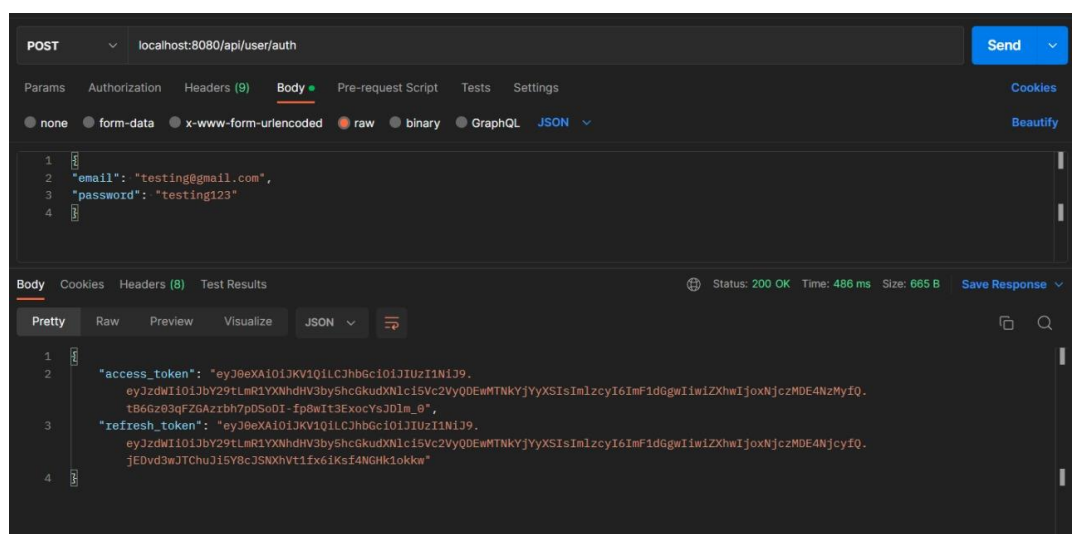 POST localhost:8080/api/user/auth Send
Params Authorization Headers (9) Body Pre-request Script Tests Settings Cookies
none form-data x-www-form-urlencoded raw binary GraphQL JSON Beautify
1 {
2 "email": "testing@gmail.com",
3 "password": "testing123"
4 }
Body Cookies Headers (8) Test Results Status: 200 OK Time: 486 ms Size: 665 B Save Response
Pretty Raw Preview Visualize JSON
1 {
2 "access_token": "eyJ0eXAiOiJKV1QiLCJhbGciOiJIUzI1NiJ9.
eyJzdWIiOiJbY29tLmR1YXNhdHV3by5hcGkudXNlci5Vc2VyQDEwMTNkYjYyXSIsImlzcyI6ImF1dGgwIiwiZXhwIjoxNjczMDE4NzMyfQ.
tB6Gz03qFZGAzrbh7pDSoDI-fp8wIt3ExocYsJDlm_0",
3 "refresh_token": "eyJ0eXAiOiJKV1QiLCJhbGciOiJIUzI1NiJ9.
eyJzdWIiOiJbY29tLmR1YXNhdHV3by5hcGkudXNlci5Vc2VyQDEwMTNkYjYyXSIsImlzcyI6ImF1dGgwIiwiZXhwIjoxNjczMDE4NjcyfQ.
jEDvd3wJTChuJi5Y8cJSNXhVt1fx6iKsf4NGHk1okkw"
4 }